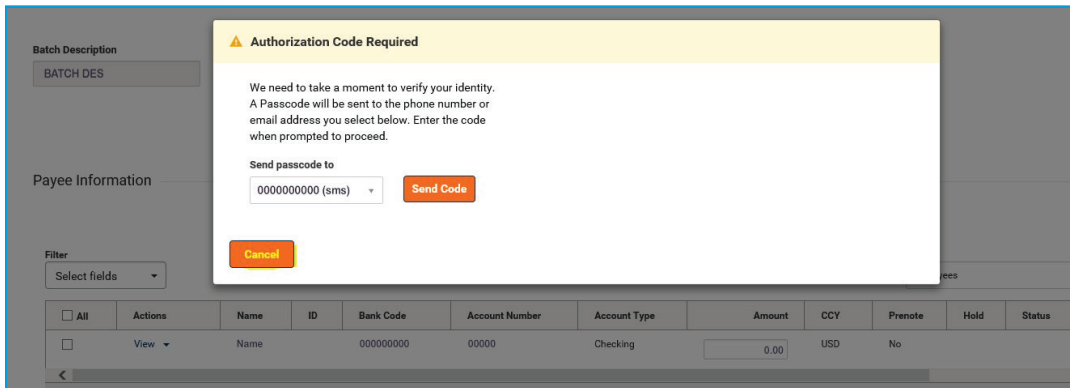 Authorization Code Required
Batch Description
BATCH DES
We need to take a moment to verify your identity.
A Passcode will be sent to the phone number or
email address you select below. Enter the code
when prompted to proceed.
Send passcode to
0000000000 (sms)
Send Code
Payee Information
Cancel
Filter
Select fields
yees
All Actions Name ID Bank Code Account Number Account Type Amount CCY Prenote Hold Status
View Name 000000000 00000 Checking 0.00 USD No